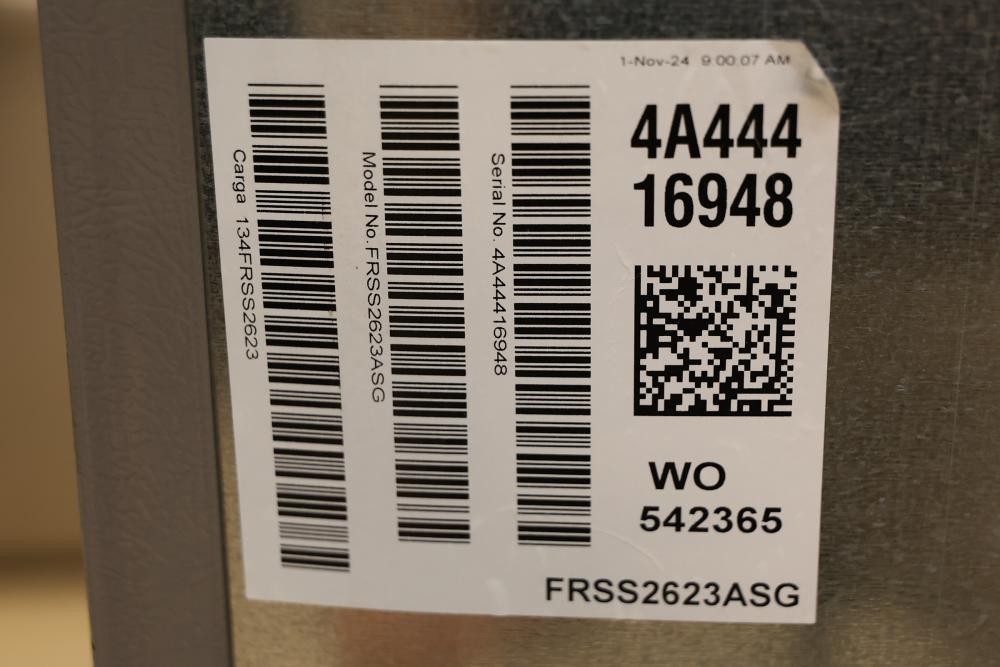 1-Nov-24 9:00:07 AM
4A444
16948
Carga 134FRSS2623
Model No. FRSS2623ASG
Serial No. 4A44416948
WO
542365
FRSS2623ASG